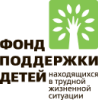 ФОНД
ПОДДЕРЖКИ
ДЕТЕЙ
находящихся
в трудной
жизненной
ситуации